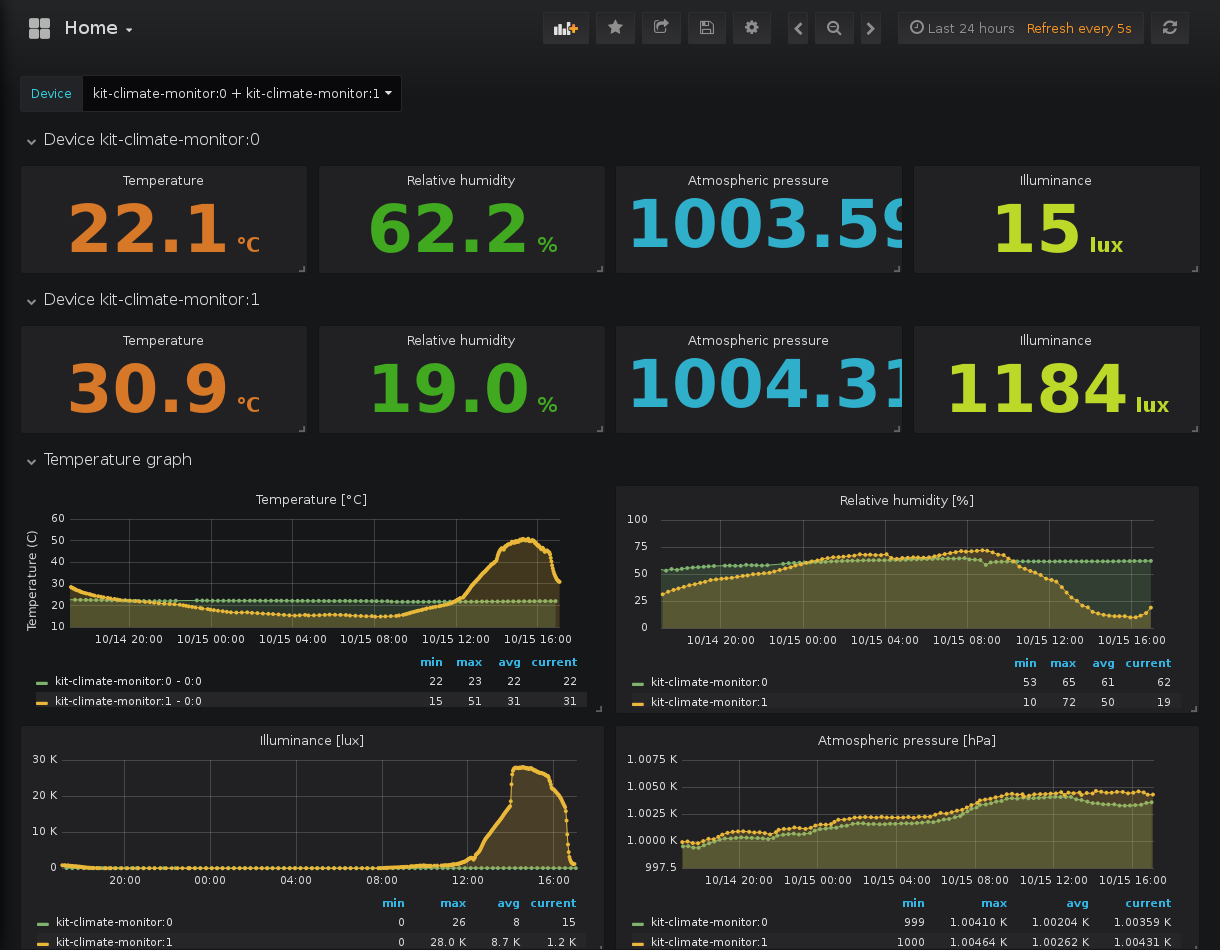 Home
Last 24 hours Refresh every 5s
Device kit-climate-monitor:0 + kit-climate-monitor:1
Device kit-climate-monitor:0
Temperature Relative humidity Atmospheric pressure Illuminance
22.1 °C 62.2 % 1003.59 15 lux
Device kit-climate-monitor:1
Temperature Relative humidity Atmospheric pressure Illuminance
30.9 °C 19.0 % 1004.31 1184 lux
Temperature graph
Temperature [°C]
Temperature (C)
60
50
40
30
20
10
10/14 20:00 10/15 00:00 10/15 04:00 10/15 08:00 10/15 12:00 10/15 16:00
min max avg current
kit-climate-monitor:0 - 0:0 22 23 22 22
kit-climate-monitor:1 - 0:0 15 51 31 31
Relative humidity [%]
100
75
50
25
0
10/14 20:00 10/15 00:00 10/15 04:00 10/15 08:00 10/15 12:00 10/15 16:00
min max avg current
kit-climate-monitor:0 53 65 61 62
kit-climate-monitor:1 10 72 50 19
Illuminance [lux]
30 K
20 K
10 K
0
20:00 00:00 04:00 08:00 12:00 16:00
min max avg current
kit-climate-monitor:0 0 26 8 15
kit-climate-monitor:1 0 28.0 K 8.7 K 1.2 K
Atmospheric pressure [hPa]
1.0075 K
1.0050 K
1.0025 K
1.0000 K
997.5
10/14 20:00 10/15 00:00 10/15 04:00 10/15 08:00 10/15 12:00 10/15 16:00
min max avg current
kit-climate-monitor:0 999 1.00410 K 1.00204 K 1.00359 K
kit-climate-monitor:1 1000 1.00464 K 1.00262 K 1.00431 K